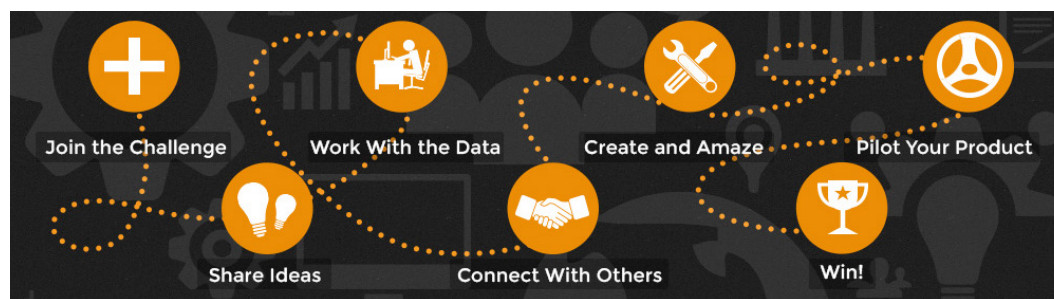 Join the Challenge
Work With the Data
Create and Amaze
Pilot Your Product
Share Ideas
Connect With Others
Win!